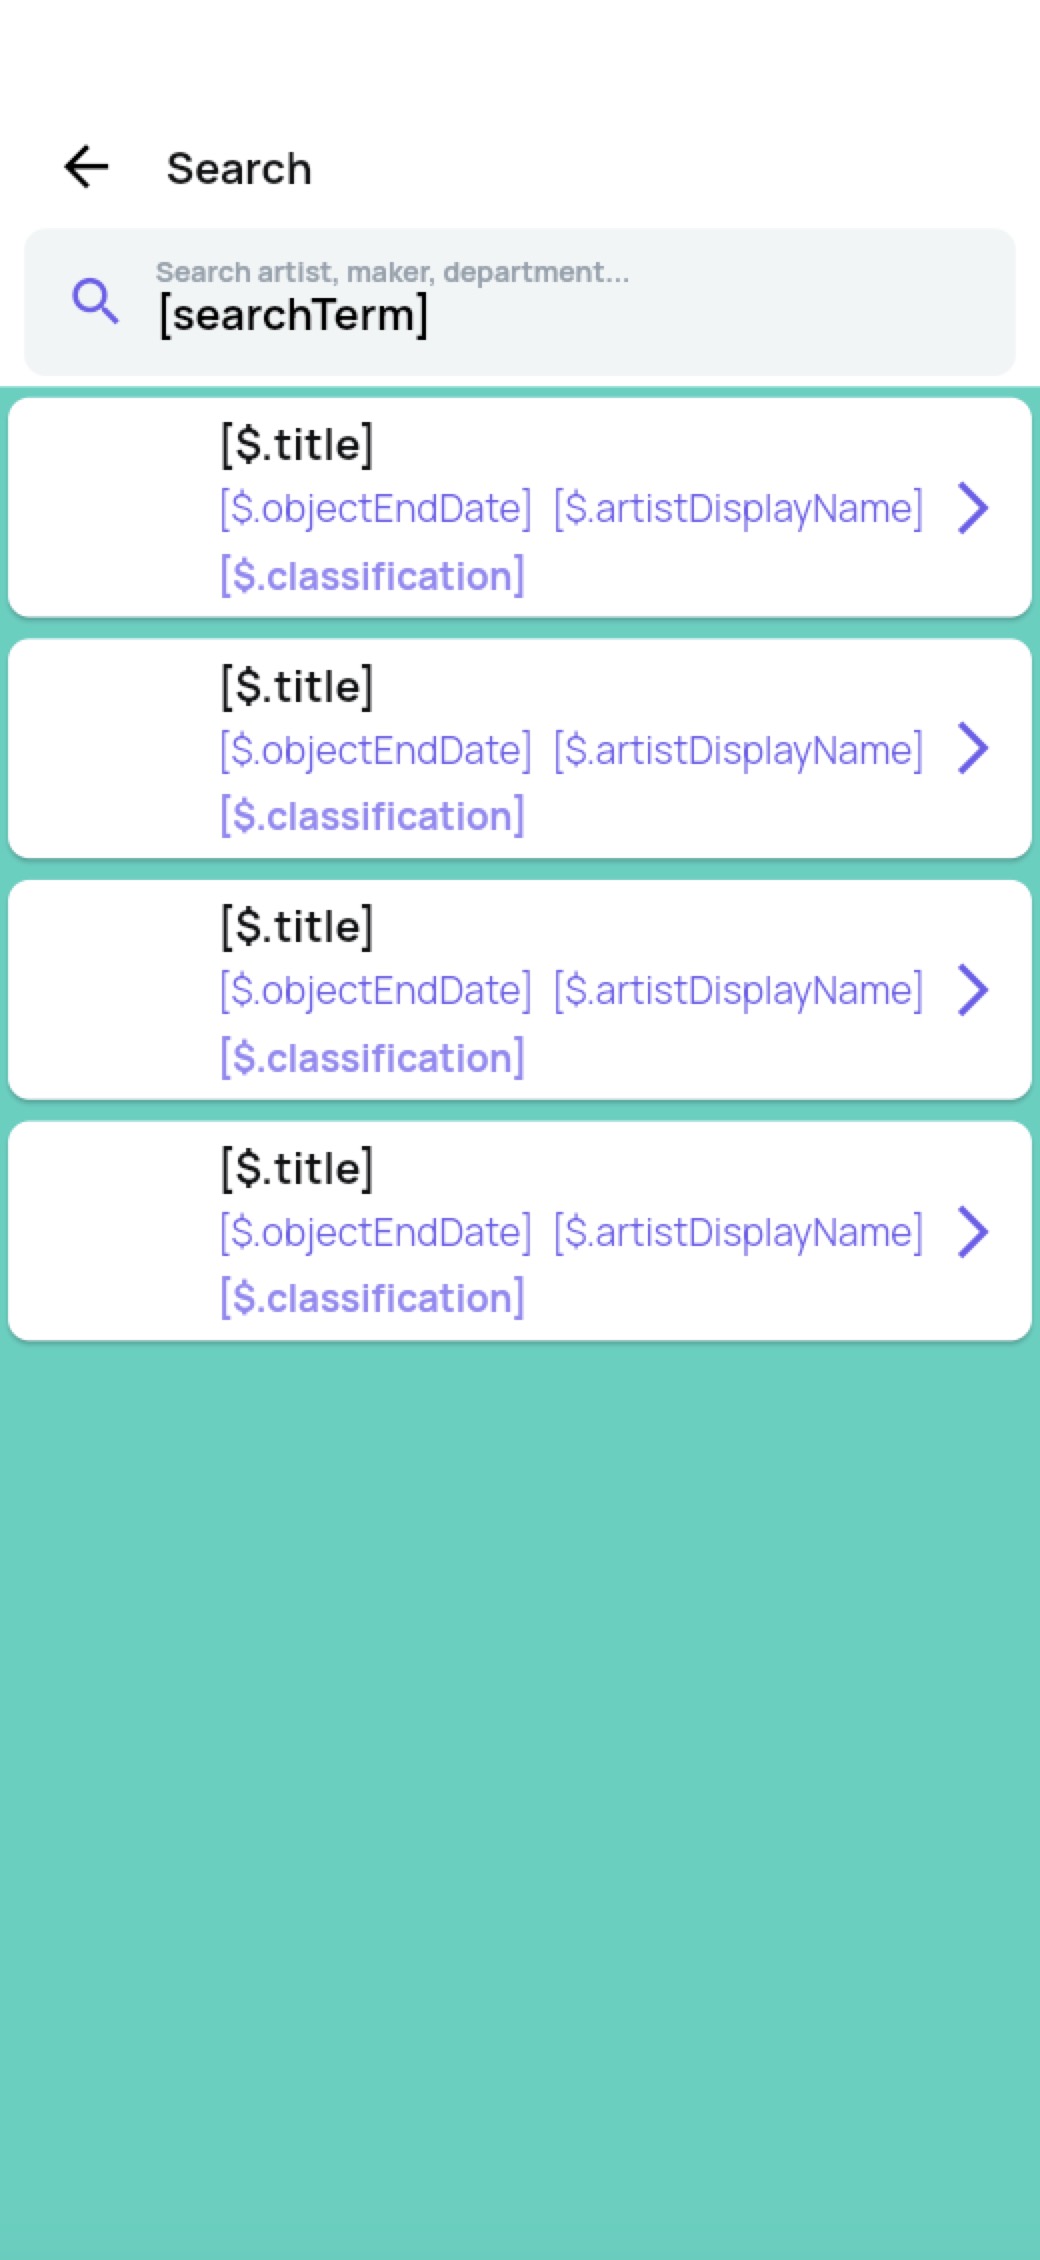 Search
Search artist, maker, department...
[searchTerm]
[$.title]
[$.objectEndDate] [$.artistDisplayName]
[$.classification]
[$.title]
[$.objectEndDate] [$.artistDisplayName]
[$.classification]
[$.title]
[$.objectEndDate] [$.artistDisplayName]
[$.classification]
[$.title]
[$.objectEndDate] [$.artistDisplayName]
[$.classification]